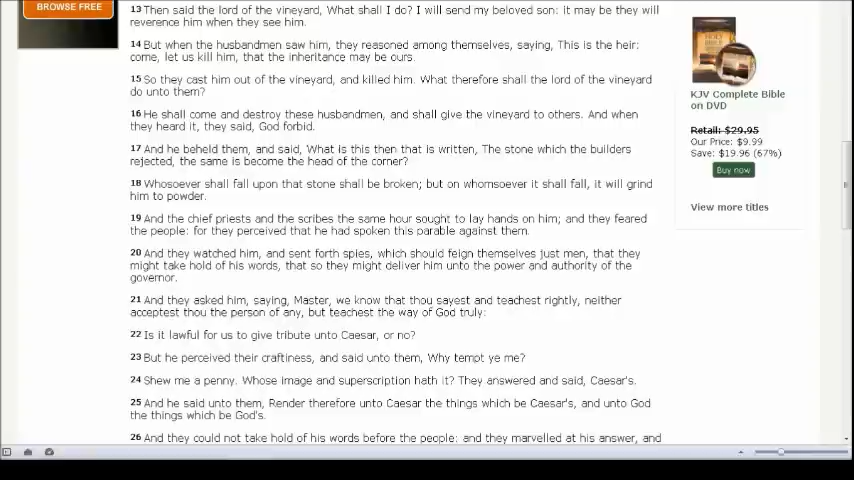 BROWSE FREE
13 Then said the lord of the vineyard, What shall I do? I will send my beloved son: it may be they will
reverence him when they see him.
14 But when the husbandmen saw him, they reasoned among themselves, saying, This is the heir:
come, let us kill him, that the inheritance may be ours.
15 So they cast him out of the vineyard, and killed him. What therefore shall the lord of the vineyard
do unto them?
16 He shall come and destroy these husbandmen, and shall give the vineyard to others. And when
they heard it, they said, God forbid.
17 And he beheld them, and said, What is this then that is written, The stone which the builders
rejected, the same is become the head of the corner?
18 Whosoever shall fall upon that stone shall be broken; but on whomsoever it shall fall, it will grind
him to powder.
19 And the chief priests and the scribes the same hour sought to lay hands on him; and they feared
the people: for they perceived that he had spoken this parable against them.
20 And they watched him, and sent forth spies, which should feign themselves just men, that they
might take hold of his words, that so they might deliver him unto the power and authority of the
governor.
21 And they asked him, saying, Master, we know that thou sayest and teachest rightly, neither
acceptest thou the person of any, but teachest the way of God truly:
22 Is it lawful for us to give tribute unto Caesar, or no?
23 But he perceived their craftiness, and said unto them, Why tempt ye me?
24 Shew me a penny. Whose image and superscription hath it? They answered and said, Caesar's.
25 And he said unto them, Render therefore unto Caesar the things which be Caesar's, and unto God
the things which be God's.
26 And they could not take hold of his words before the people: and they marvelled at his answer, and
KJV Complete Bible
on DVD
Retail: $29.95
Our Price: $9.99
Save: $19.96 (67%)
Buy now
View more titles